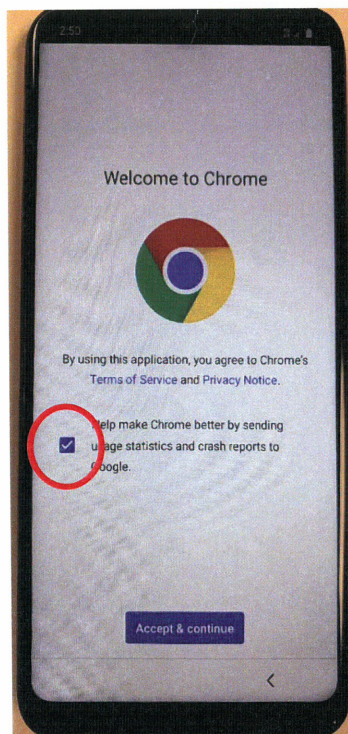 2:50
Welcome to Chrome
By using this application, you agree to Chrome's
Terms of Service and Privacy Notice.
Help make Chrome better by sending
usage statistics and crash reports to
Google.
Accept & continue